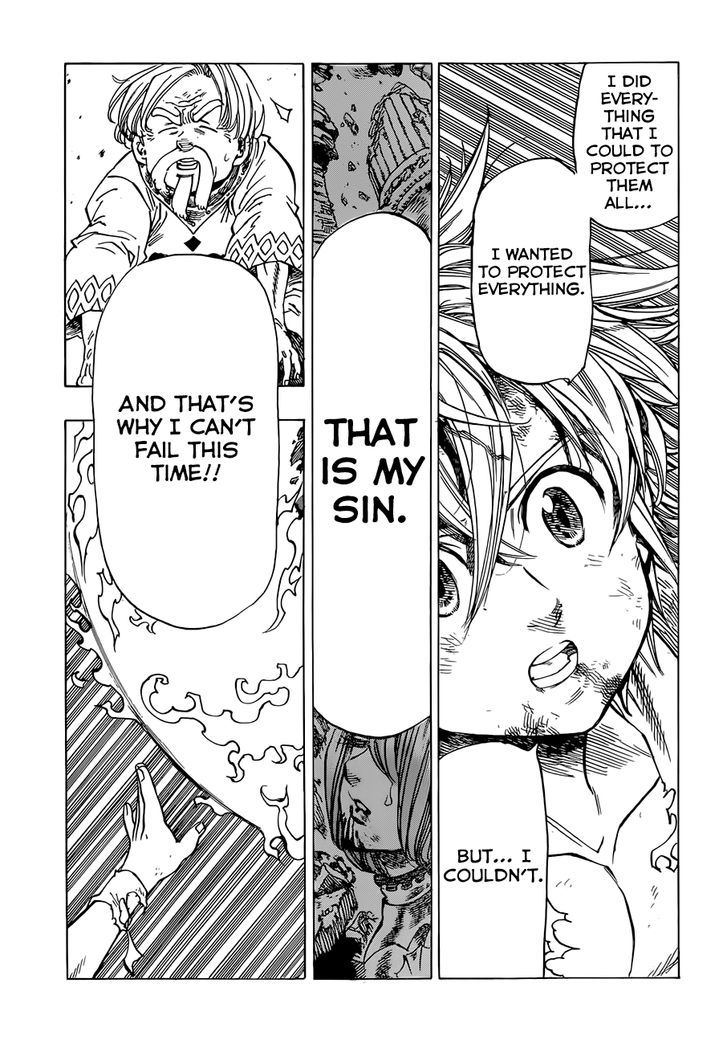 I DID
EVERY-
THING
THAT I
COULD TO
PROTECT
THEM
ALL...
I WANTED
TO PROTECT
EVERYTHING.
BUT... I
COULDN'T.
THAT
IS MY
SIN.
AND THAT'S
WHY I CAN'T
FAIL THIS
TIME!!